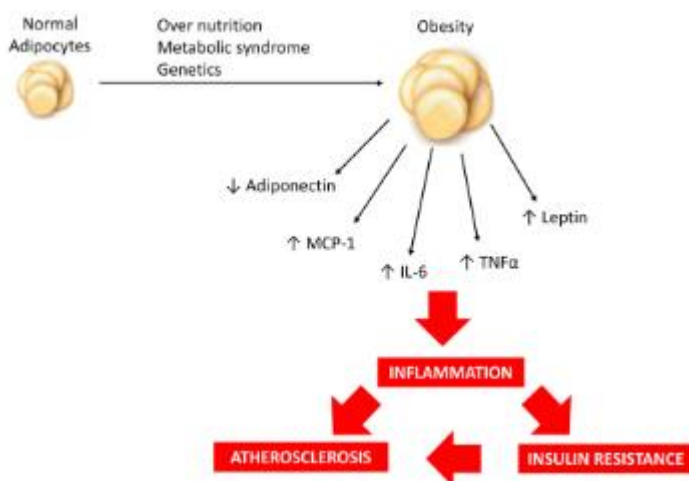 Normal
Adipocytes
Over nutrition
Metabolic syndrome
Genetics
Obesity
↓ Adiponectin
↑ MCP-1
↑ IL-6
↑ TNFα
↑ Leptin
INFLAMMATION
ATHEROSCLEROSIS
INSULIN RESISTANCE